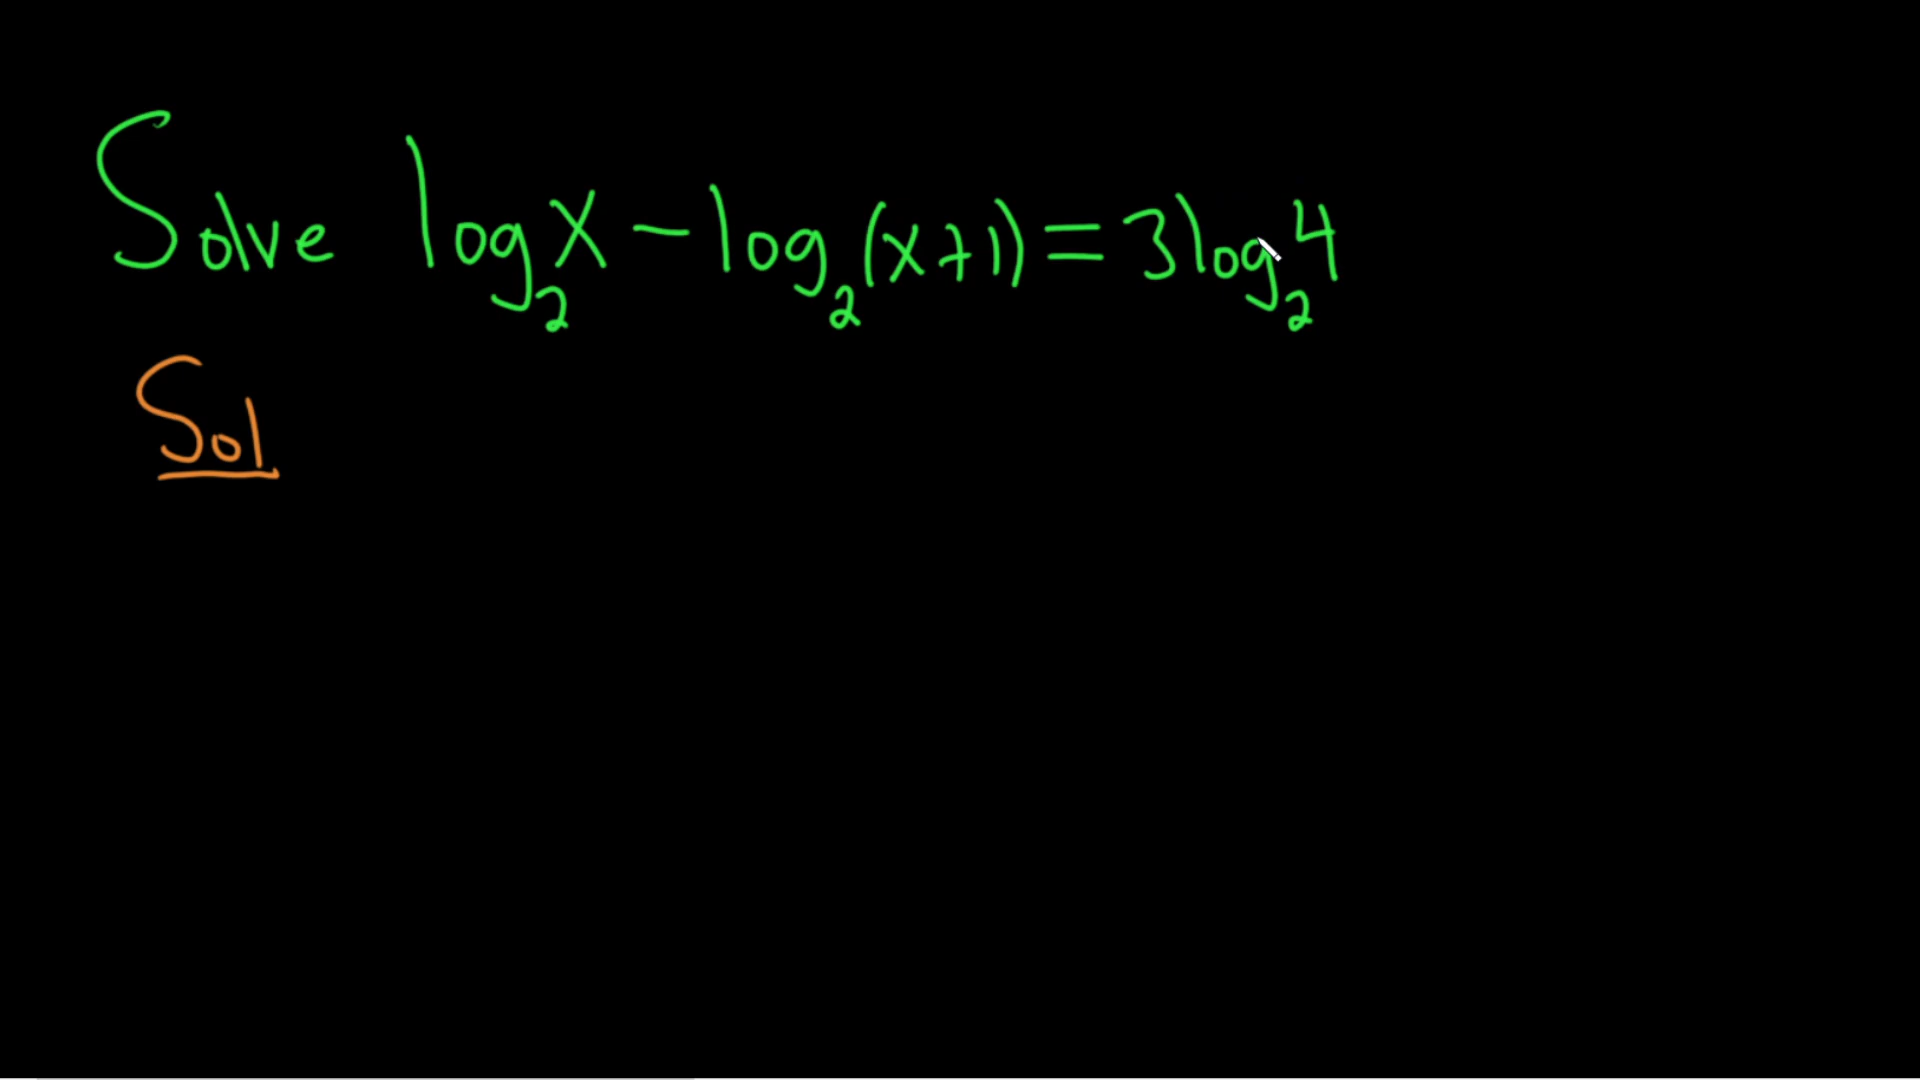 Solve log₂x - log₂(x+1) = 3log₂4
Sol